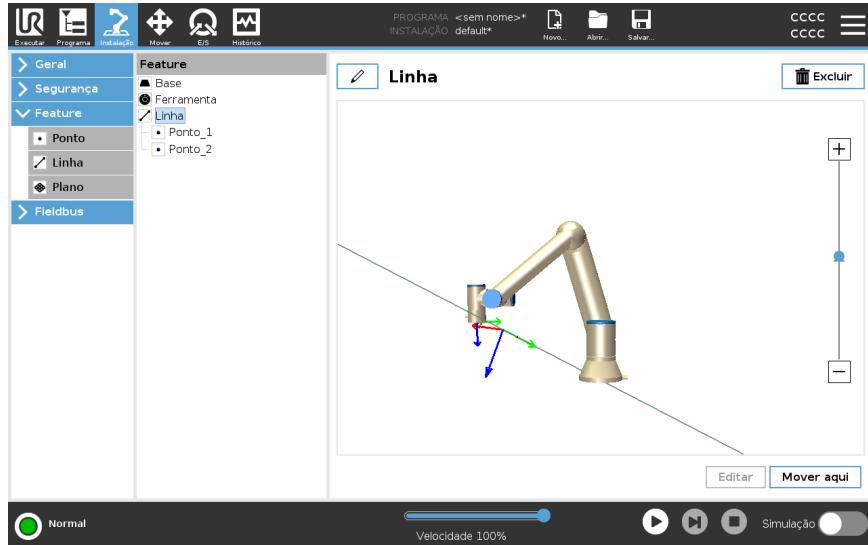 UR
PROGRAMA <sem nome>*
INSTALAÇÃO default*
CCCC
CCCC
Executar Programa Instalação Mover E/S Histórico Novo... Abrir... Salvar...
Geral
Segurança
Feature
Ponto
Linha
Plano
Fieldbus
Feature
Base
Ferramenta
Linha
Ponto_1
Ponto_2
Linha
Excluir
Editar
Mover aqui
Normal
Velocidade 100%
Simulação